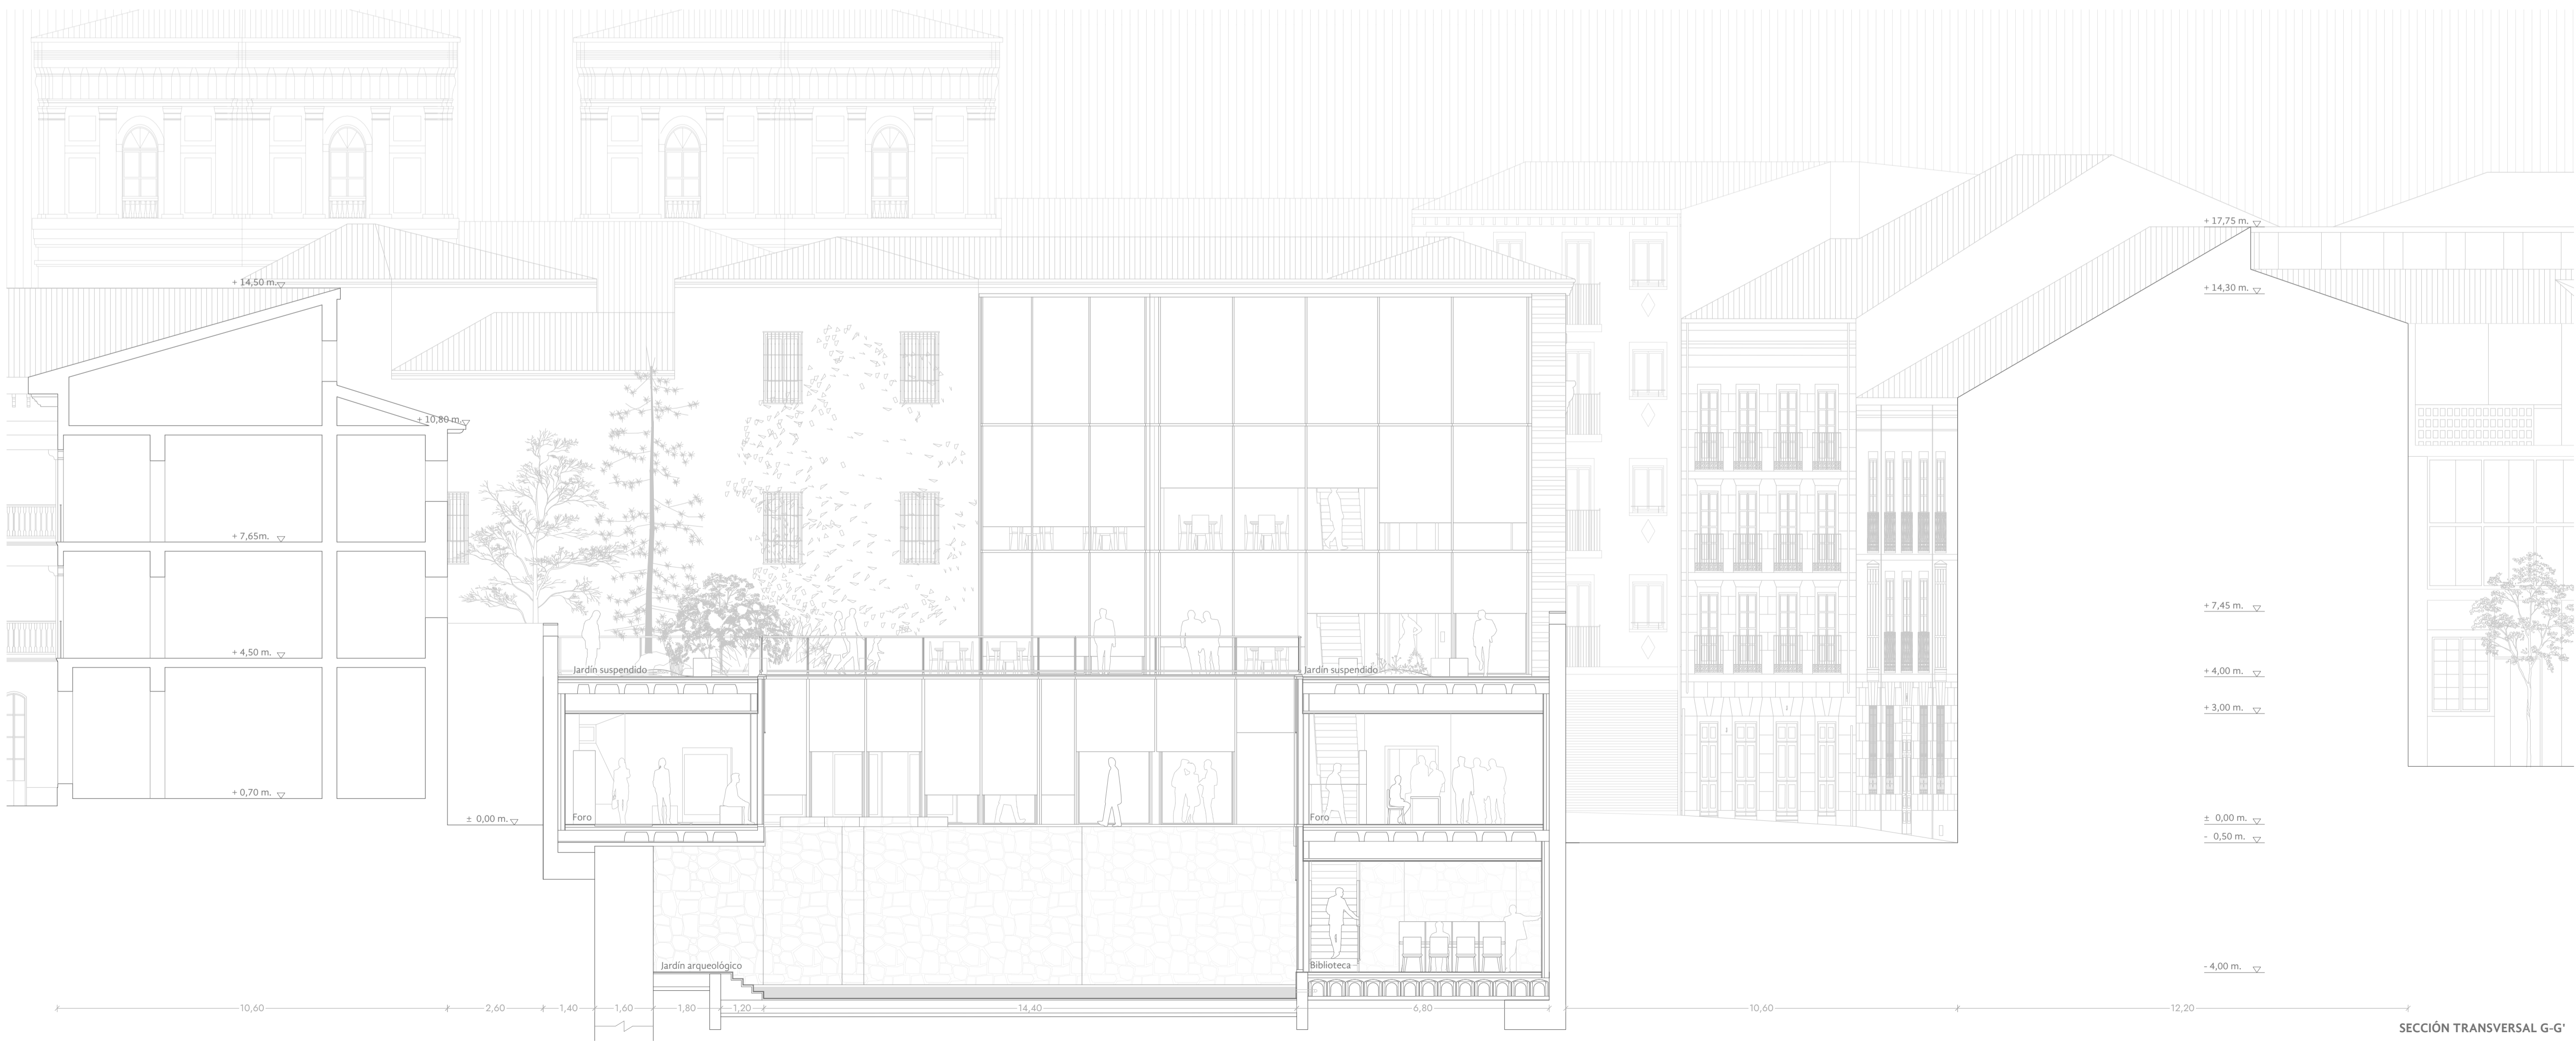 + 17,75 m.
+ 14,50 m.
+ 14,30 m.
+ 10,80 m.
+ 7,65m.
+ 7,45 m.
+ 4,50 m.
Jardín suspendido
Jardín suspendido
+ 4,00 m.
+ 3,00 m.
+ 0,70 m.
± 0,00 m.
Foro
Foro
± 0,00 m.
- 0,50 m.
Jardín arqueológico
Biblioteca
- 4,00 m.
10,60
2,60
1,40
1,60
1,80
1,20
14,40
6,80
10,60
12,20
SECCIÓN TRANSVERSAL G-G'